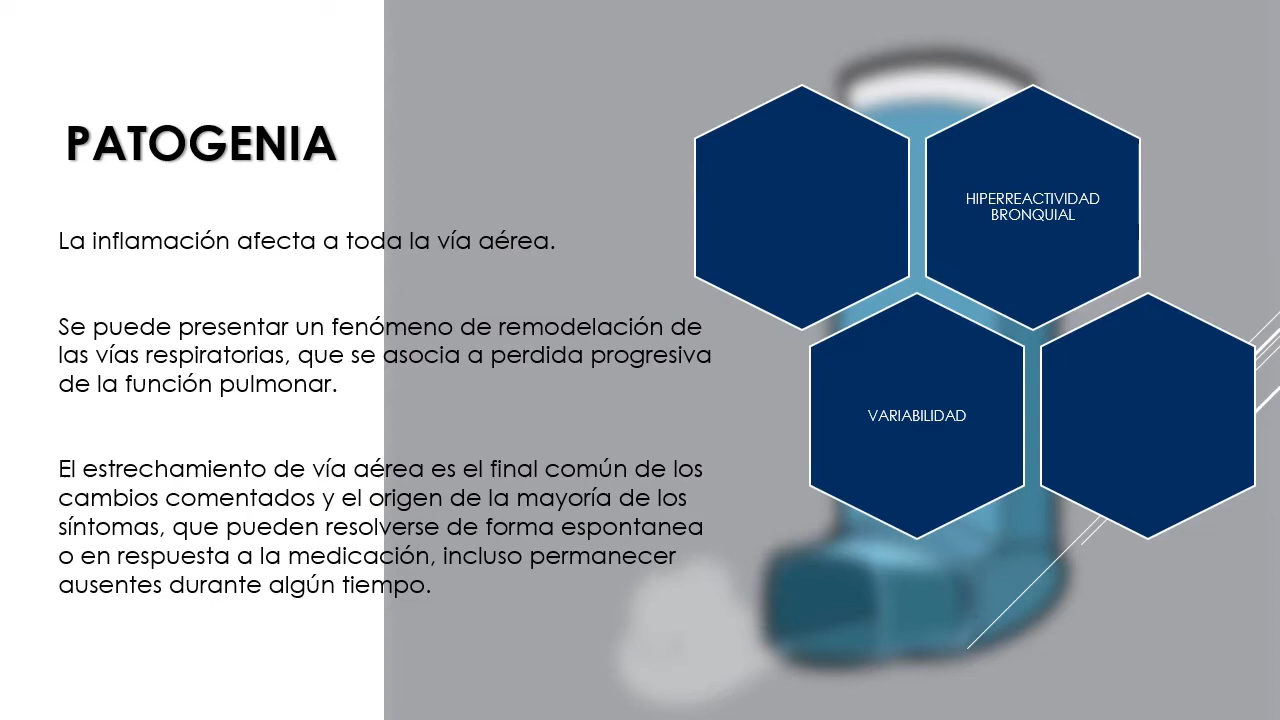 PATOGENIA
La inflamación afecta a toda la vía aérea.
Se puede presentar un fenómeno de remodelación de
las vías respiratorias, que se asocia a perdida progresiva
de la función pulmonar.
El estrechamiento de vía aérea es el final común de los
cambios comentados y el origen de la mayoría de los
síntomas, que pueden resolverse de forma espontanea
o en respuesta a la medicación, incluso permanecer
ausentes durante algún tiempo.
HIPERREACTIVIDAD
BRONQUIAL
VARIABILIDAD